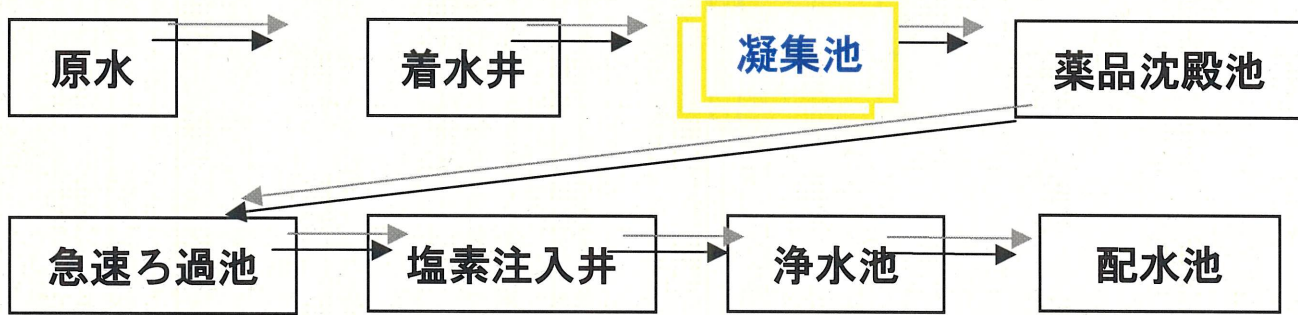 原水
着水井
凝集池
薬品沈殿池
急速ろ過池
塩素注入井
浄水池
配水池